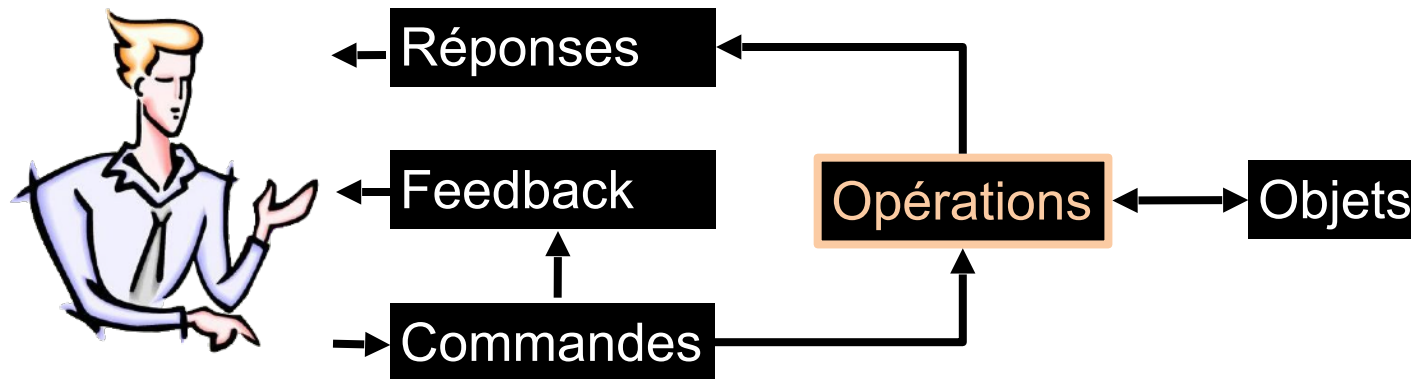 Réponses
Feedback
Opérations
Objets
Commandes